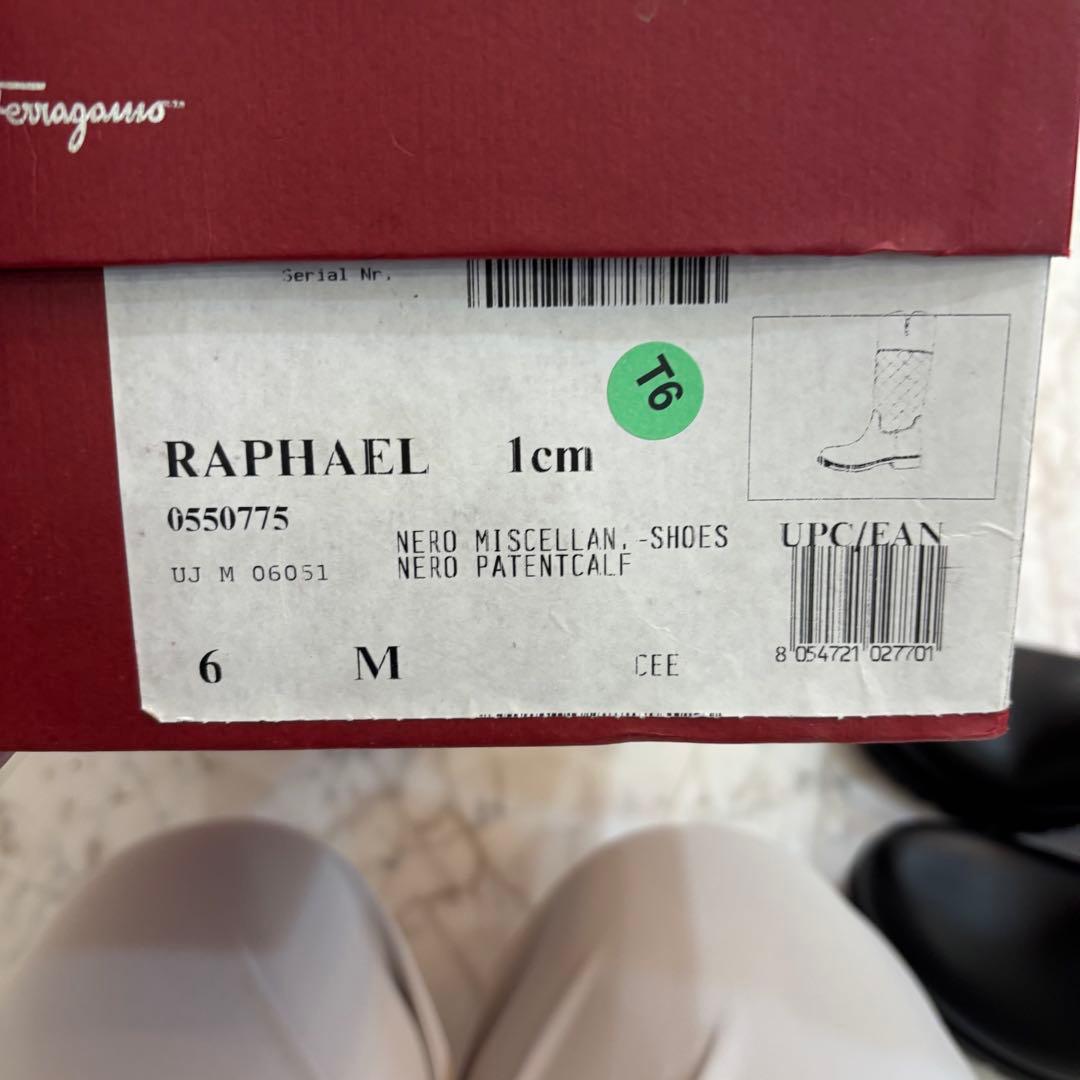 Ferragamo
Serial Nr.
T6
RAPHAEL 1cm
0550775
NERO MISCELLAN.-SHOES
UPC/EAN
UJ M 06051
NERO PATENTCALF
6 M CEE
8 054721 027701